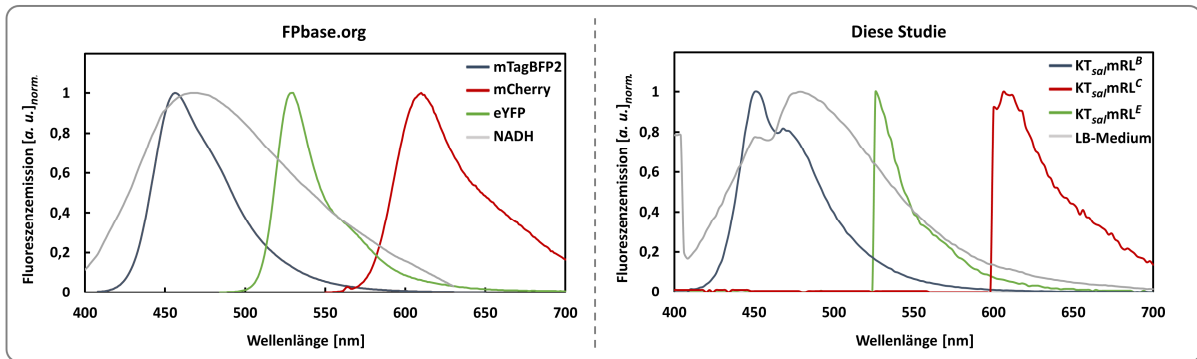 FPbase.org
Fluoreszenzemission [a. u.]norm.
1
0,8
0,6
0,4
0,2
0
400
450
500
550
600
650
700
Wellenlänge [nm]
mTagBFP2
mCherry
eYFP
NADH
Diese Studie
Fluoreszenzemission [a. u.]norm.
1
0,8
0,6
0,4
0,2
0
400
450
500
550
600
650
700
Wellenlänge [nm]
KTsalmRLB
KTsalmRLC
KTsalmRLE
LB-Medium